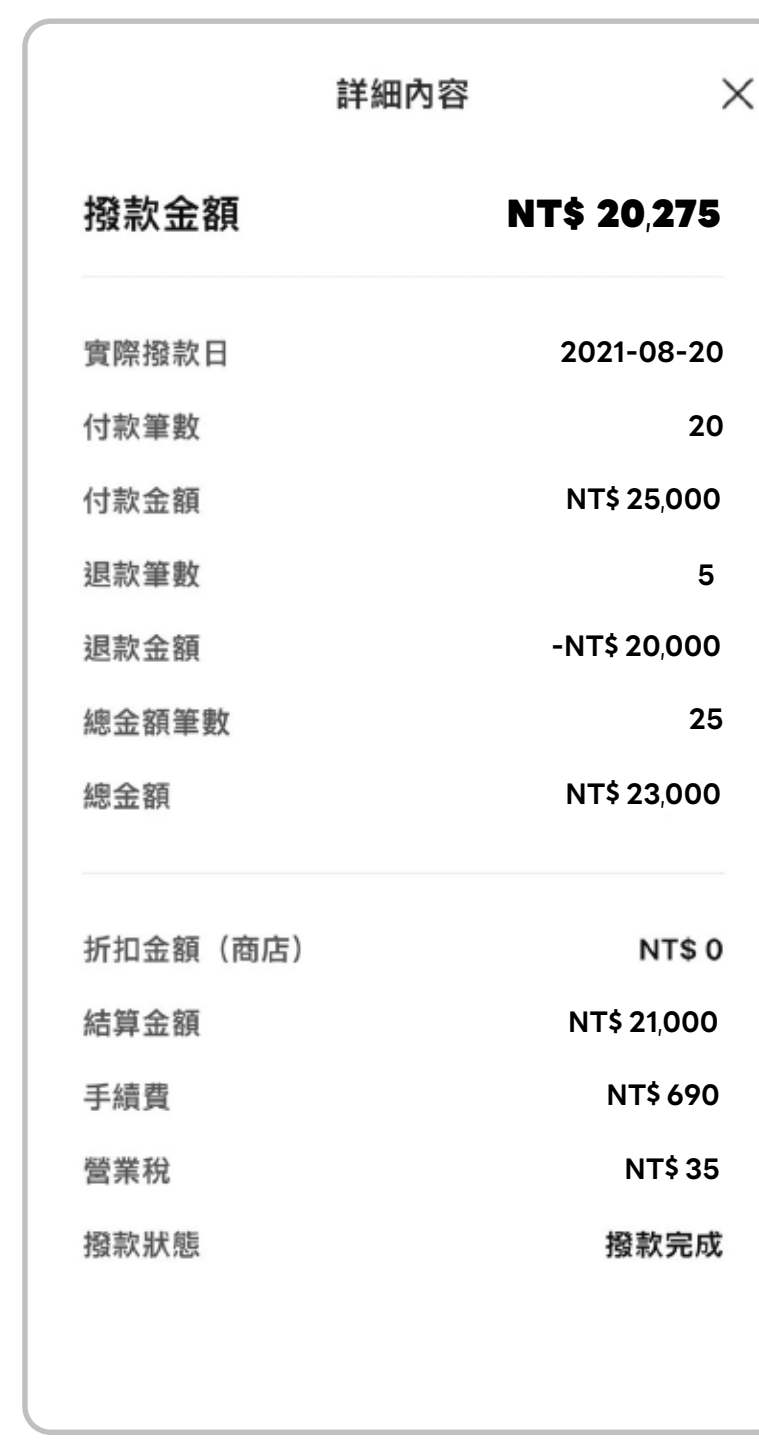 詳細內容
撥款金額 NT$ 20,275
實際撥款日 2021-08-20
付款筆數 20
付款金額 NT$ 25,000
退款筆數 5
退款金額 -NT$ 20,000
總金額筆數 25
總金額 NT$ 23,000
折扣金額（商店） NT$ 0
結算金額 NT$ 21,000
手續費 NT$ 690
營業稅 NT$ 35
撥款狀態 撥款完成